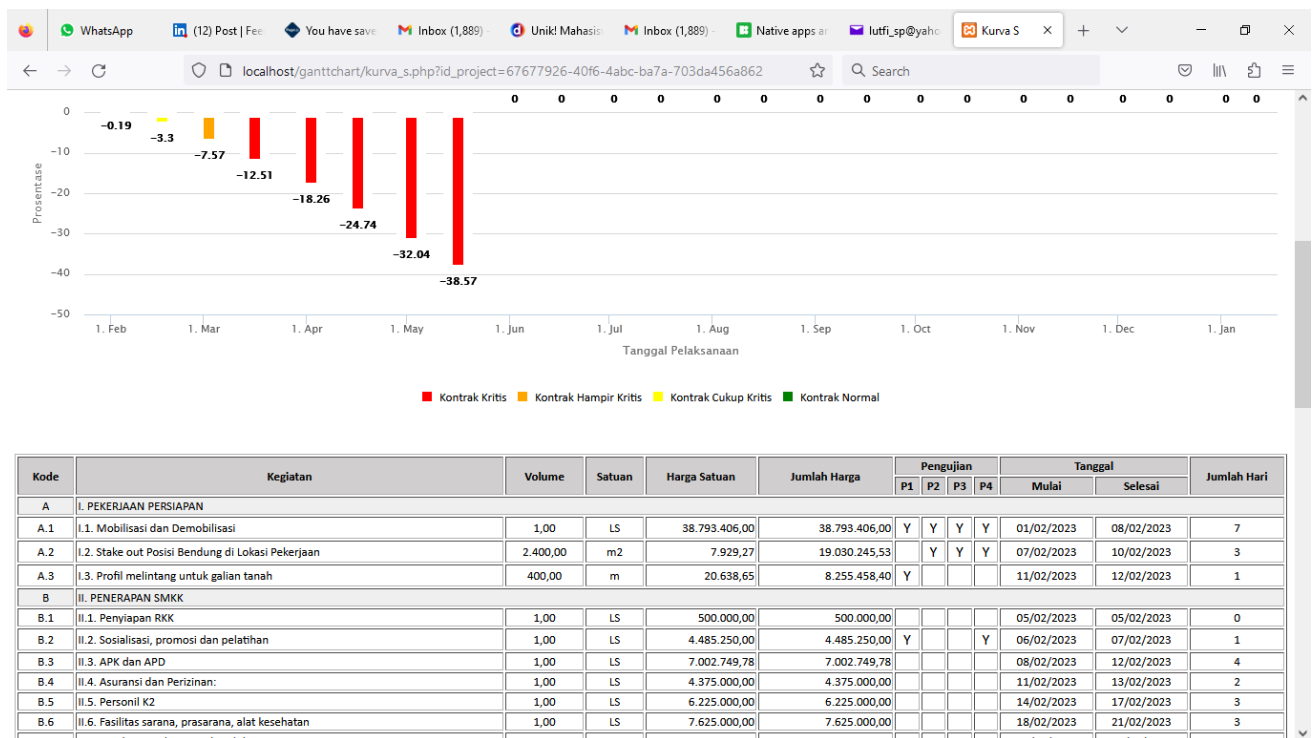 WhatsApp
(12) Post | Fee
You have save
Inbox (1,889) -
Unik! Mahasis
Inbox (1,889) -
Native apps ar
lutfi_sp@yaho
Kurva S
localhost/ganttchart/kurva_s.php?id_project=67677926-40f6-4abc-ba7a-703da456a862
Search
0 0 0 0 0 0 0 0 0 0 0 0 0 0 0 0
0
-10
-20
-30
-40
-50
Prosentase
-0.19
-3.3
-7.57
-12.51
-18.26
-24.74
-32.04
-38.57
1. Feb 1. Mar 1. Apr 1. May 1. Jun 1. Jul 1. Aug 1. Sep 1. Oct 1. Nov 1. Dec 1. Jan
Tanggal Pelaksanaan
Kontrak Kritis Kontrak Hampir Kritis Kontrak Cukup Kritis Kontrak Normal
Kode Kegiatan Volume Satuan Harga Satuan Jumlah Harga Pengujian Tanggal Jumlah Hari
P1 P2 P3 P4 Mulai Selesai
A I. PEKERJAAN PERSIAPAN
A.1 I.1. Mobilisasi dan Demobilisasi 1,00 LS 38.793.406,00 38.793.406,00 Y Y Y Y 01/02/2023 08/02/2023 7
A.2 I.2. Stake out Posisi Bendung di Lokasi Pekerjaan 2.400,00 m2 7.929,27 19.030.245,53 Y Y Y 07/02/2023 10/02/2023 3
A.3 I.3. Profil melintang untuk galian tanah 400,00 m 20.638,65 8.255.458,40 Y 11/02/2023 12/02/2023 1
B II. PENERAPAN SMKK
B.1 II.1. Penyiapan RKK 1,00 LS 500.000,00 500.000,00 05/02/2023 05/02/2023 0
B.2 II.2. Sosialisasi, promosi dan pelatihan 1,00 LS 4.485.250,00 4.485.250,00 Y Y 06/02/2023 07/02/2023 1
B.3 II.3. APK dan APD 1,00 LS 7.002.749,78 7.002.749,78 08/02/2023 12/02/2023 4
B.4 II.4. Asuransi dan Perizinan: 1,00 LS 4.375.000,00 4.375.000,00 11/02/2023 13/02/2023 2
B.5 II.5. Personil K2 1,00 LS 6.225.000,00 6.225.000,00 14/02/2023 17/02/2023 3
B.6 II.6. Fasilitas sarana, prasarana, alat kesehatan 1,00 LS 7.625.000,00 7.625.000,00 18/02/2023 21/02/2023 3